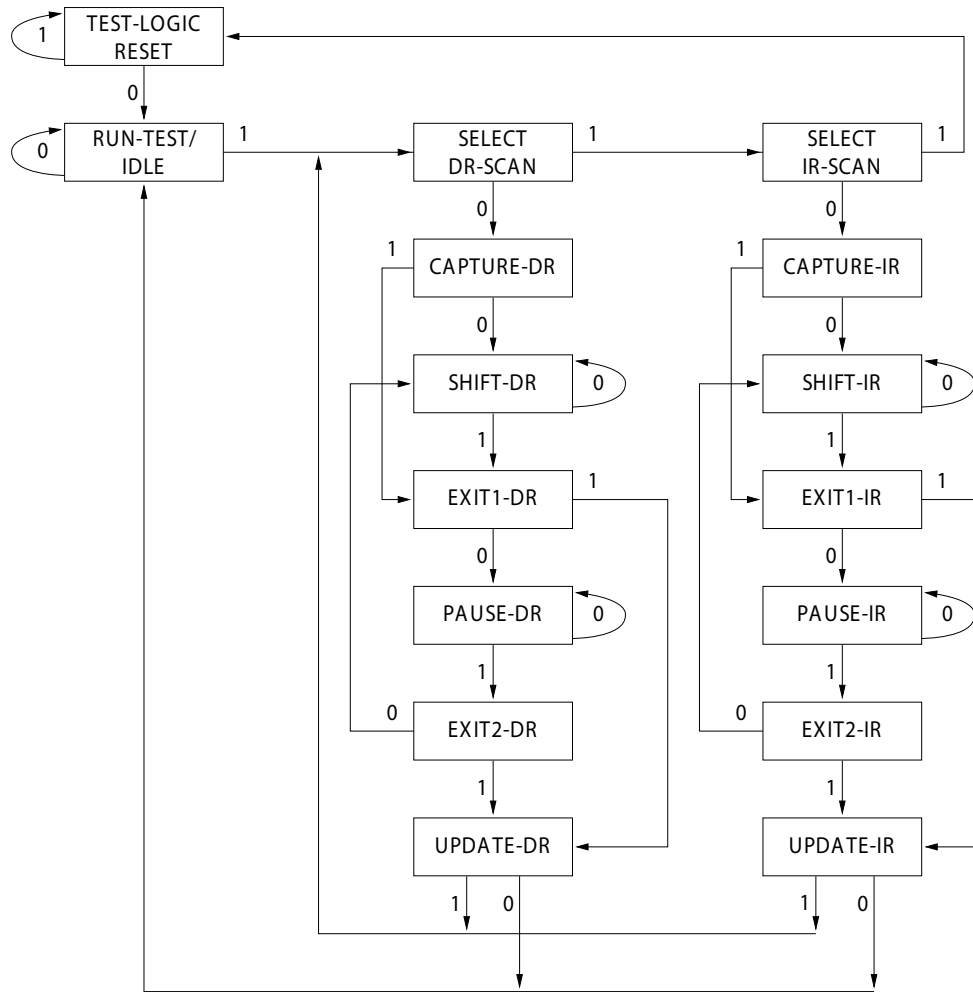 TEST-LOGIC
RESET
1
0
RUN-TEST/
IDLE
0
1
SELECT
DR-SCAN
1
SELECT
IR-SCAN
1
0
0
1
CAPTURE-DR
1
CAPTURE-IR
0
0
SHIFT-DR
0
SHIFT-IR
0
1
1
EXIT1-DR
1
EXIT1-IR
1
0
0
PAUSE-DR
0
PAUSE-IR
0
1
1
0
EXIT2-DR
0
EXIT2-IR
1
1
UPDATE-DR
UPDATE-IR
1
0
1
0